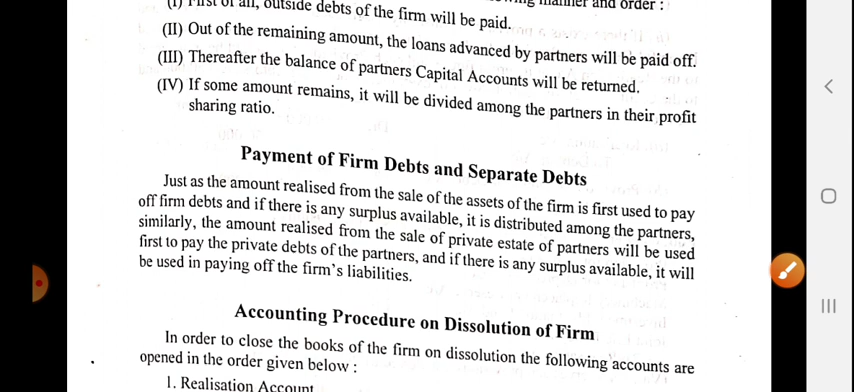 manner and order :
(I) First of all, outside debts of the firm will be paid.
(II) Out of the remaining amount, the loans advanced by partners will be paid off.
(III) Thereafter the balance of partners Capital Accounts will be returned.
(IV) If some amount remains, it will be divided among the partners in their profit
sharing ratio.
Payment of Firm Debts and Separate Debts
Just as the amount realised from the sale of the assets of the firm is first used to pay
off firm debts and if there is any surplus available, it is distributed among the partners,
similarly, the amount realised from the sale of private estate of partners will be used
first to pay the private debts of the partners, and if there is any surplus available, it will
be used in paying off the firm's liabilities.
Accounting Procedure on Dissolution of Firm
In order to close the books of the firm on dissolution the following accounts are
opened in the order given below :
1. Realisation Account